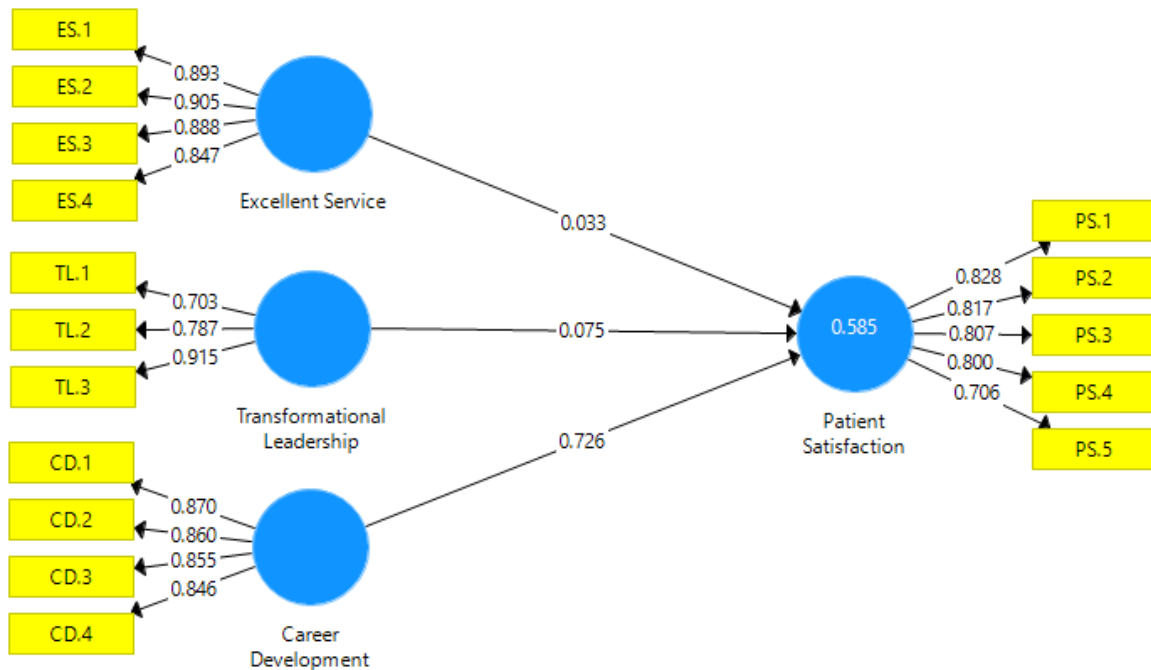 ES.1
ES.2
ES.3
ES.4
0.893
0.905
0.888
0.847
Excellent Service
TL.1
TL.2
TL.3
0.703
0.787
0.915
Transformational
Leadership
CD.1
CD.2
CD.3
CD.4
0.870
0.860
0.855
0.846
Career
Development
0.033
0.075
0.726
0.585
Patient
Satisfaction
0.828
0.817
0.807
0.800
0.706
PS.1
PS.2
PS.3
PS.4
PS.5